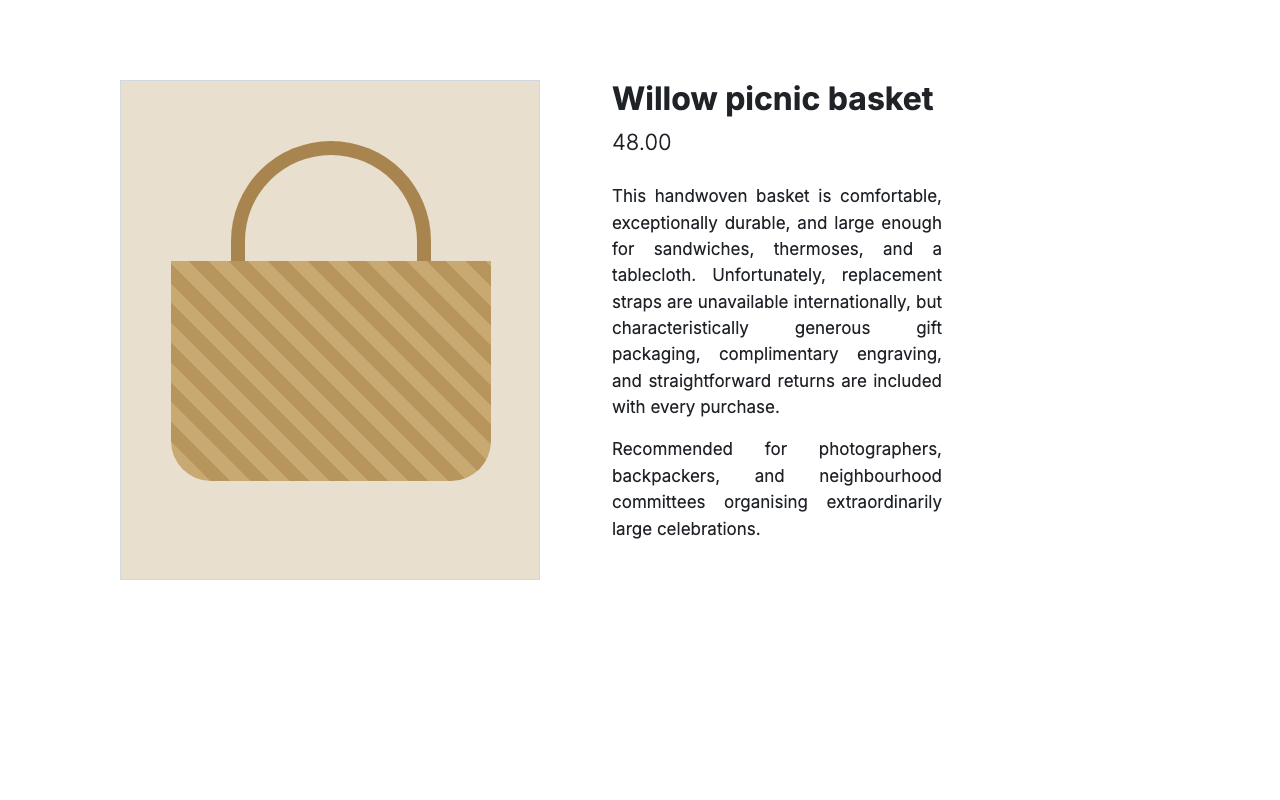 Willow picnic basket
48.00
This handwoven basket is comfortable,
exceptionally durable, and large enough
for sandwiches, thermoses, and a
tablecloth. Unfortunately, replacement
straps are unavailable internationally, but
characteristically generous gift
packaging, complimentary engraving,
and straightforward returns are included
with every purchase.
Recommended for photographers,
backpackers, and neighbourhood
committees organising extraordinarily
large celebrations.